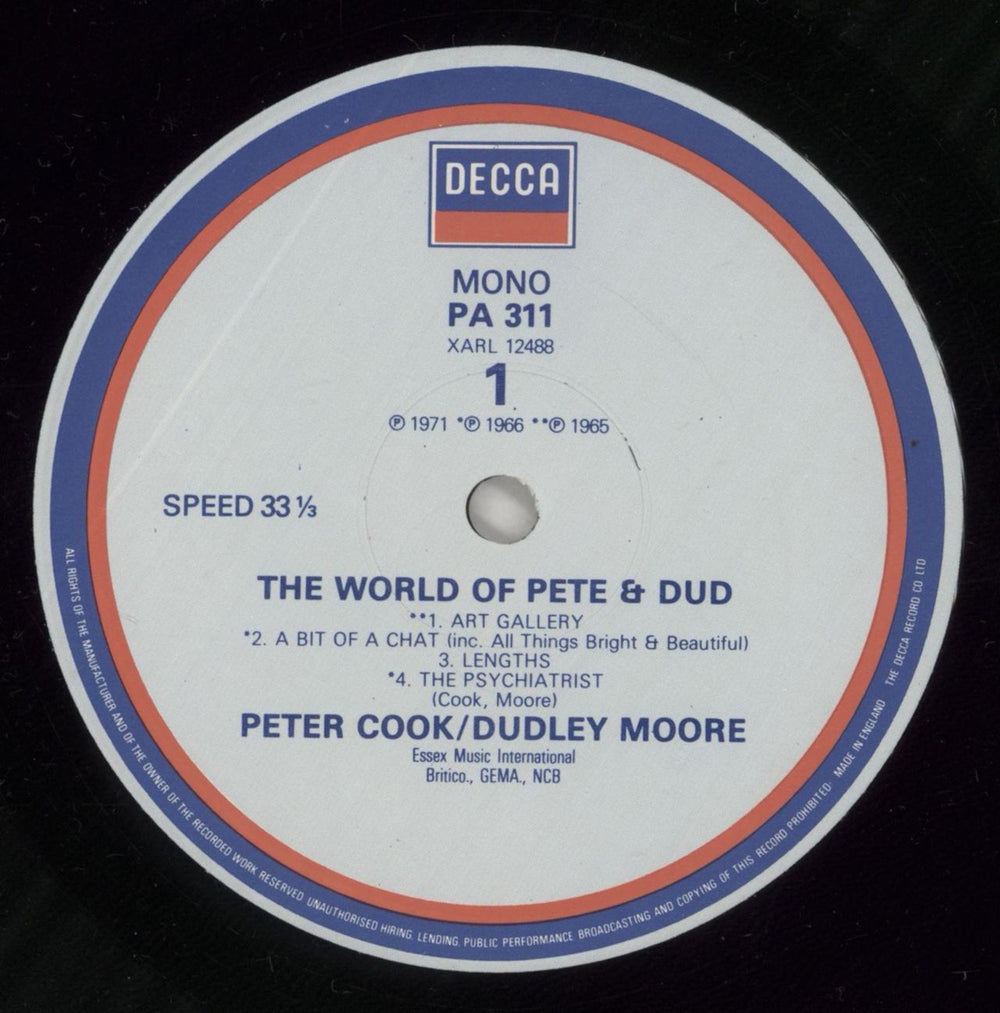 DECCA
MONO
PA 311
XARL 12488
1
℗ 1971 *℗ 1966 **℗ 1965
SPEED 33 ⅓
THE WORLD OF PETE & DUD
**1. ART GALLERY
*2. A BIT OF A CHAT (inc. All Things Bright & Beautiful)
3. LENGTHS
*4. THE PSYCHIATRIST
(Cook, Moore)
PETER COOK/DUDLEY MOORE
Essex Music International
Britico., GEMA., NCB
ALL RIGHTS OF THE MANUFACTURER AND OF THE OWNER OF THE RECORDED WORK RESERVED. UNAUTHORISED HIRING, LENDING, PUBLIC PERFORMANCE BROADCASTING AND COPYING OF THIS RECORD PROHIBITED. MADE IN ENGLAND THE DECCA RECORD CO LTD